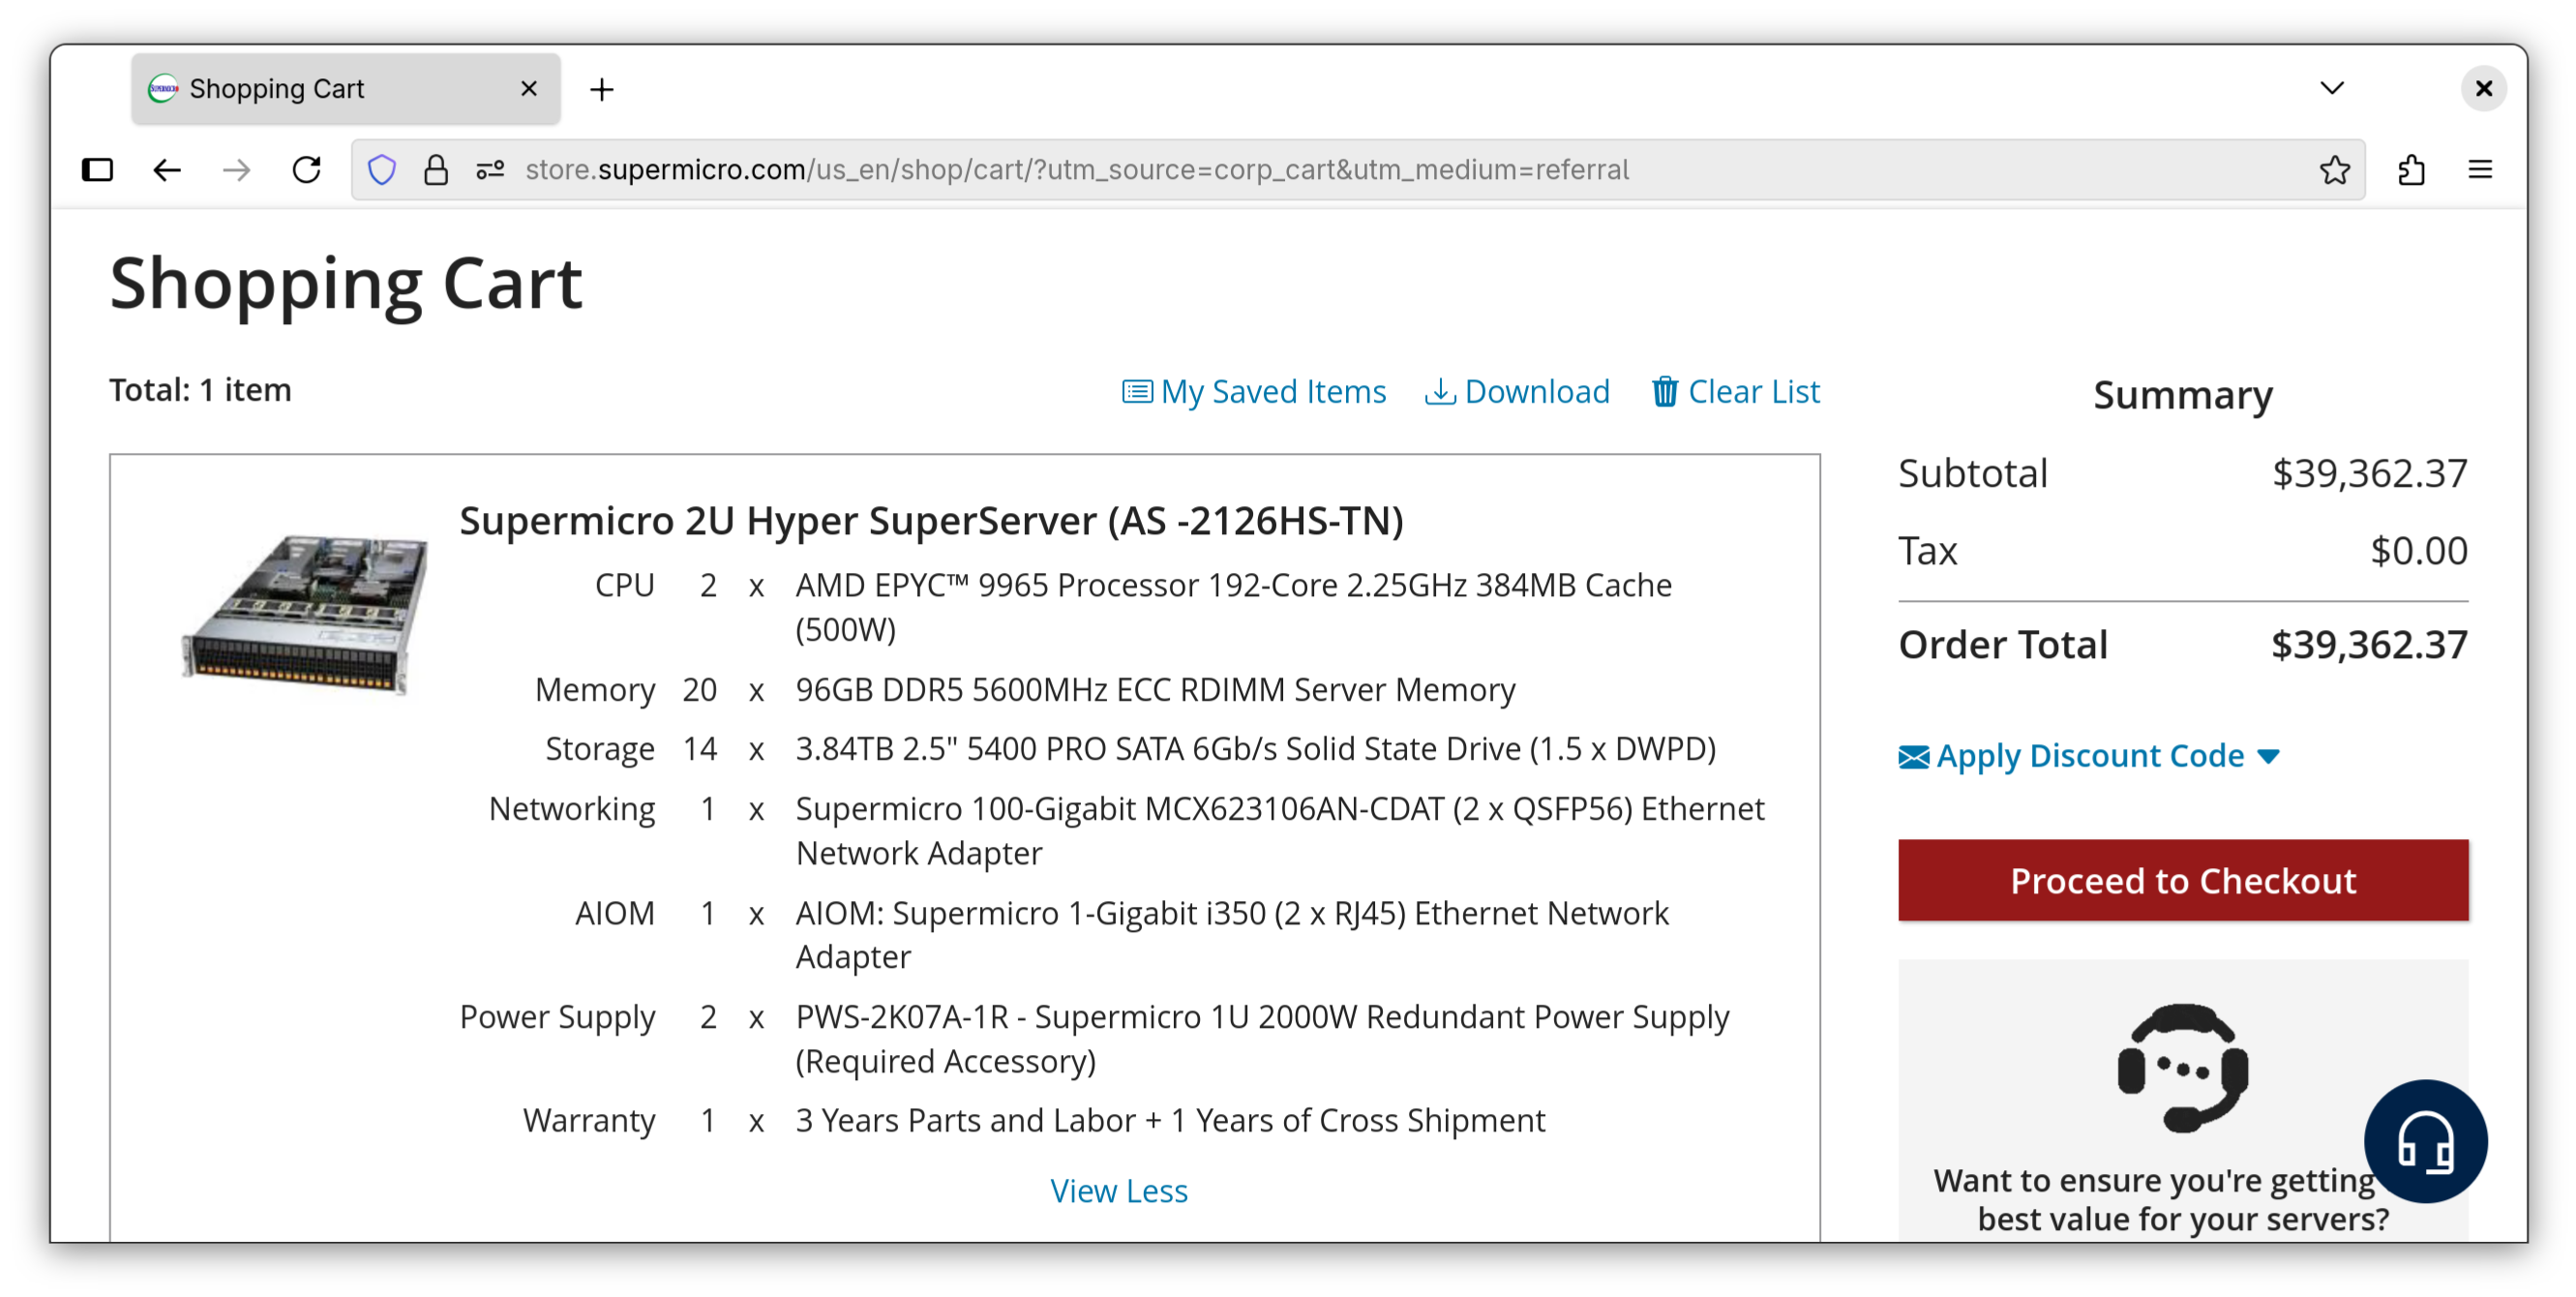 Shopping Cart
store.supermicro.com/us_en/shop/cart/?utm_source=corp_cart&utm_medium=referral
Shopping Cart
Total: 1 item
My Saved Items
Download
Clear List
Supermicro 2U Hyper SuperServer (AS -2126HS-TN)
CPU 2 x AMD EPYC™ 9965 Processor 192-Core 2.25GHz 384MB Cache
(500W)
Memory 20 x 96GB DDR5 5600MHz ECC RDIMM Server Memory
Storage 14 x 3.84TB 2.5" 5400 PRO SATA 6Gb/s Solid State Drive (1.5 x DWPD)
Networking 1 x Supermicro 100-Gigabit MCX623106AN-CDAT (2 x QSFP56) Ethernet
Network Adapter
AIOM 1 x AIOM: Supermicro 1-Gigabit i350 (2 x RJ45) Ethernet Network
Adapter
Power Supply 2 x PWS-2K07A-1R - Supermicro 1U 2000W Redundant Power Supply
(Required Accessory)
Warranty 1 x 3 Years Parts and Labor + 1 Years of Cross Shipment
View Less
Summary
Subtotal $39,362.37
Tax $0.00
Order Total $39,362.37
Apply Discount Code
Proceed to Checkout
Want to ensure you're getting
best value for your servers?